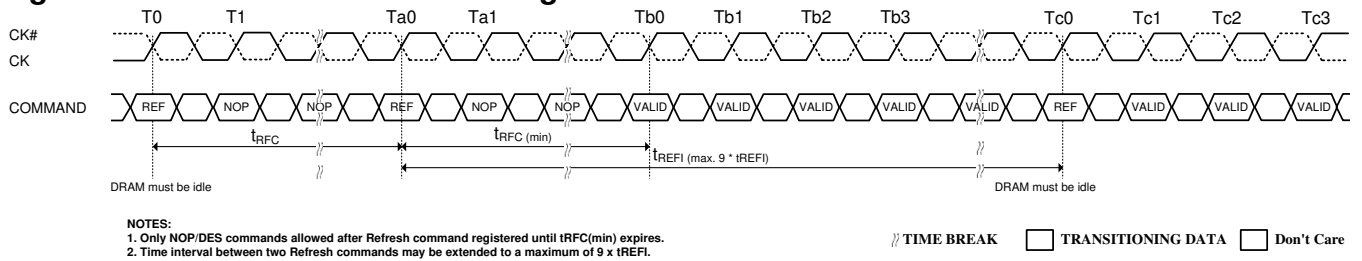 T0 T1 Ta0 Ta1 Tb0 Tb1 Tb2 Tb3 Tc0 Tc1 Tc2 Tc3
CK#
CK
COMMAND REF NOP NOP REF NOP NOP VALID VALID VALID VALID VALID REF VALID VALID VALID
tRFC tRFC (min)
tREFI (max. 9 * tREFI)
DRAM must be idle DRAM must be idle
NOTES:
1. Only NOP/DES commands allowed after Refresh command registered until tRFC(min) expires.
2. Time interval between two Refresh commands may be extended to a maximum of 9 x tREFI.
TIME BREAK TRANSITIONING DATA Don't Care